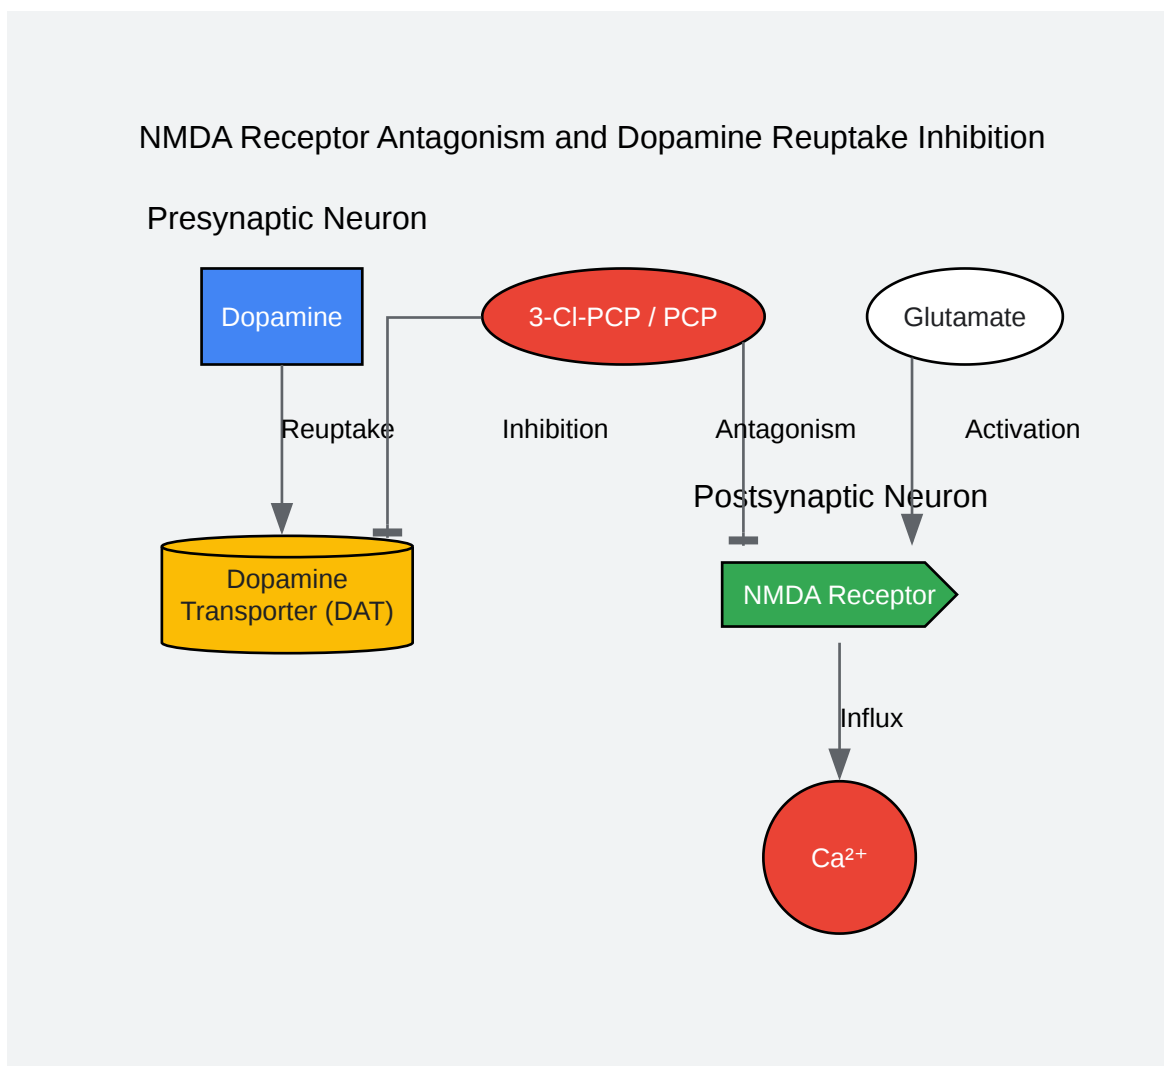 NMDA Receptor Antagonism and Dopamine Reuptake Inhibition
Presynaptic Neuron
Dopamine
3-Cl-PCP / PCP
Glutamate
Reuptake
Inhibition
Antagonism
Activation
Postsynaptic Neuron
Dopamine
Transporter (DAT)
NMDA Receptor
Influx
Ca²⁺